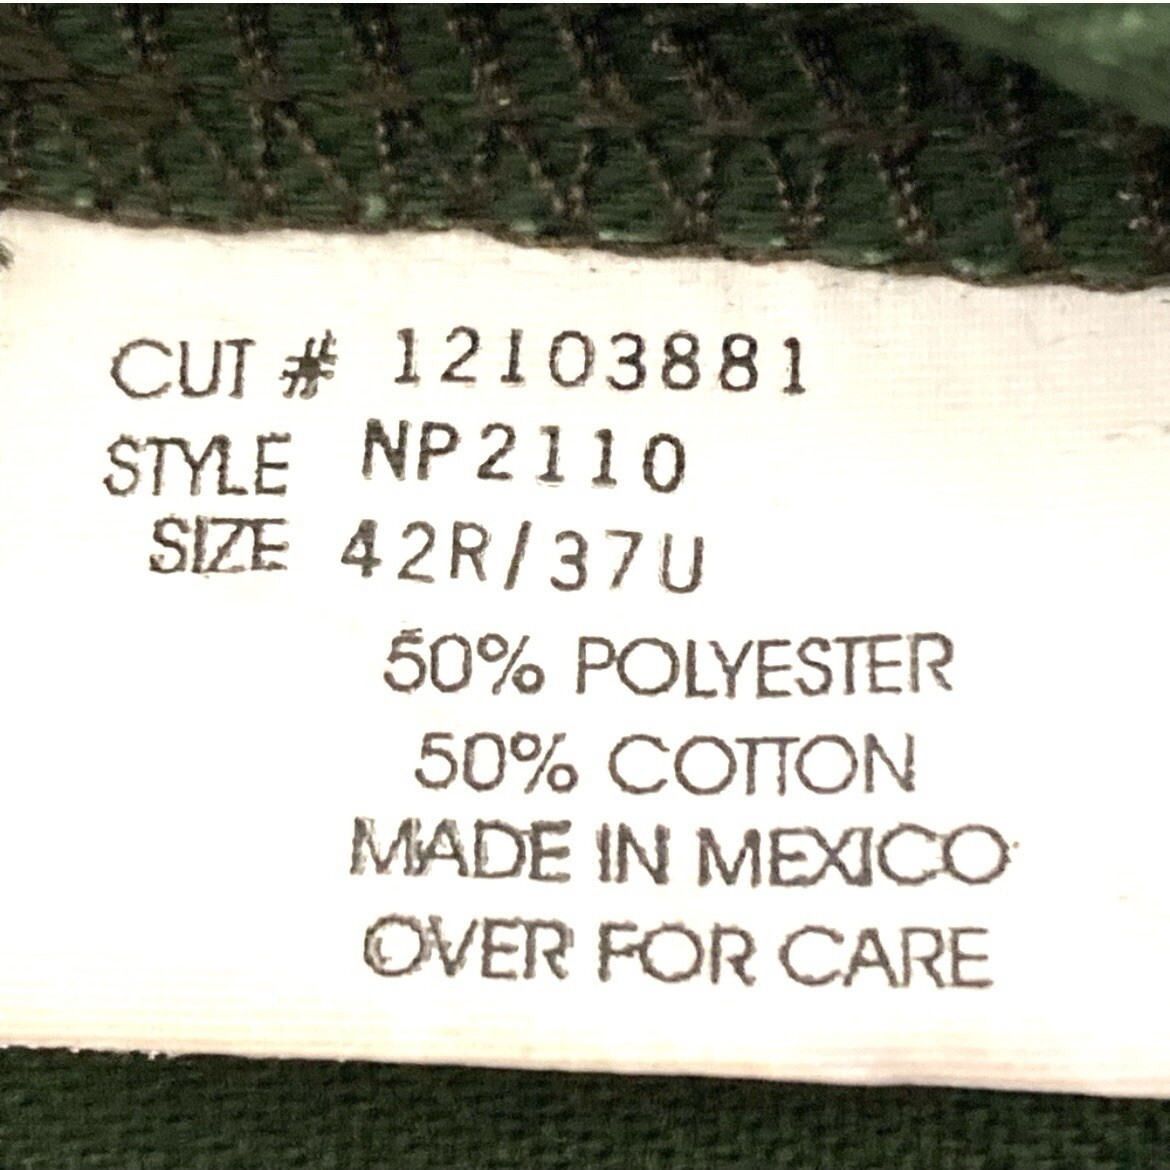 CUT # 12103881
STYLE NP2110
SIZE 42R/37U
50% POLYESTER
50% COTTON
MADE IN MEXICO
OVER FOR CARE